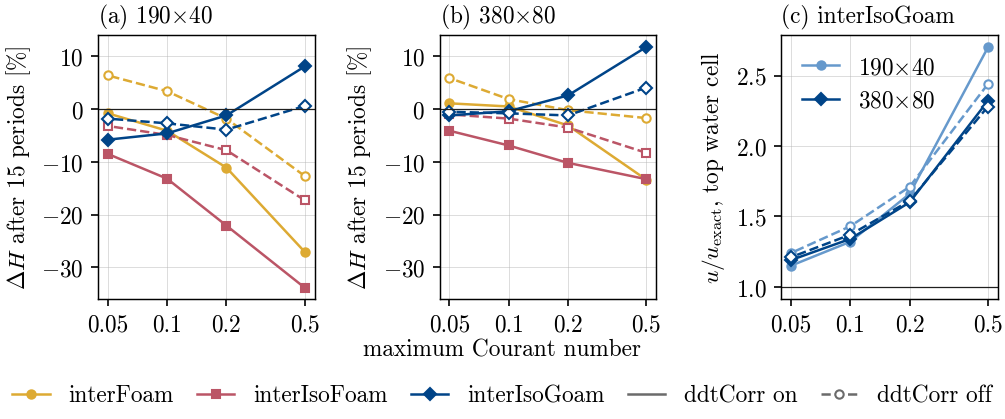 (a) 190×40
(b) 380×80
(c) interIsoGoam
ΔH after 15 periods [%]
10
0
−10
−20
−30
0.05 0.1 0.2 0.5
ΔH after 15 periods [%]
10
0
−10
−20
−30
0.05 0.1 0.2 0.5
maximum Courant number
u/u_exact, top water cell
2.5
2.0
1.5
1.0
190×40
380×80
0.05 0.1 0.2 0.5
interFoam interIsoFoam interIsoGoam ddtCorr on ddtCorr off